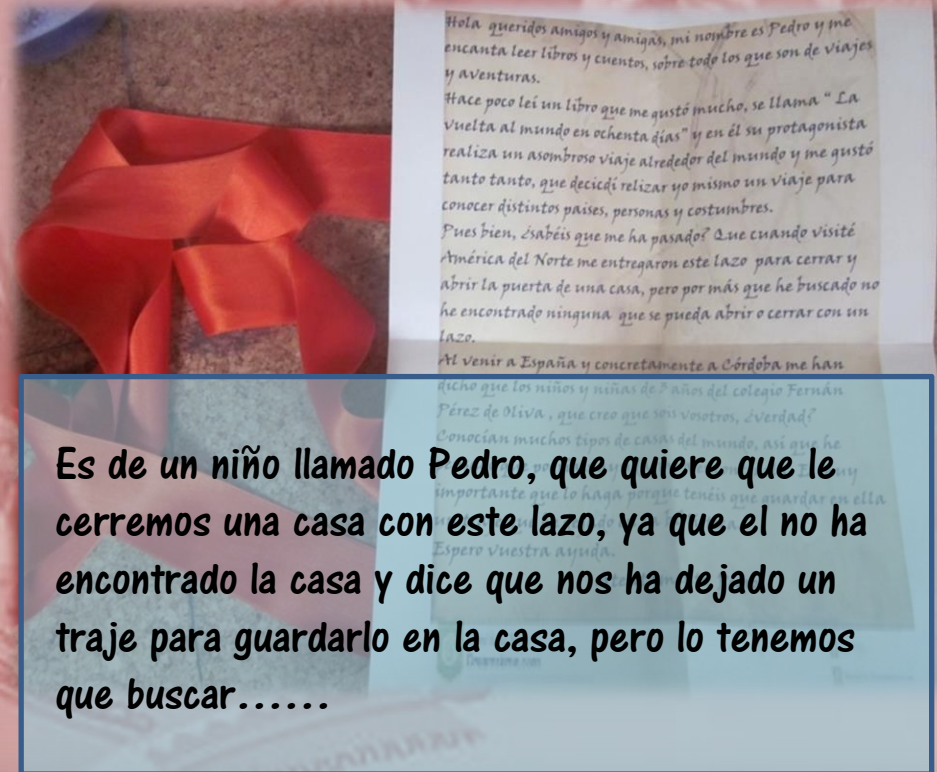 Hola queridos amigos y amigas, mi nombre es Pedro y me
encanta leer libros y cuentos, sobre todo los que son de viajes
y aventuras.
Hace poco leí un libro que me gustó mucho, se llama “ La
vuelta al mundo en ochenta días” y en él su protagonista
realiza un asombroso viaje alrededor del mundo y me gustó
tanto tanto, que decicdí relizar yo mismo un viaje para
conocer distintos paises, personas y costumbres.
Pues bien, ¿sabéis que me ha pasado? Que cuando visité
América del Norte me entregaron este lazo para cerrar y
abrir la puerta de una casa, pero por más que he buscado no
he encontrado ninguna que se pueda abrir o cerrar con un
lazo.
Al venir a España y concretamente a Córdoba me han
dicho que los niños y niñas de años del colegio Fernán
Pérez de Oliva , que creo que sois vosotros, ¿verdad?
Conocían muchos tipos de casas del mundo, así que he
importante que lo haga porque tenéis que guardar en ella
Espero vuestra ayuda.
Es de un niño llamado Pedro, que quiere que le
cerremos una casa con este lazo, ya que el no ha
encontrado la casa y dice que nos ha dejado un
traje para guardarlo en la casa, pero lo tenemos
que buscar......